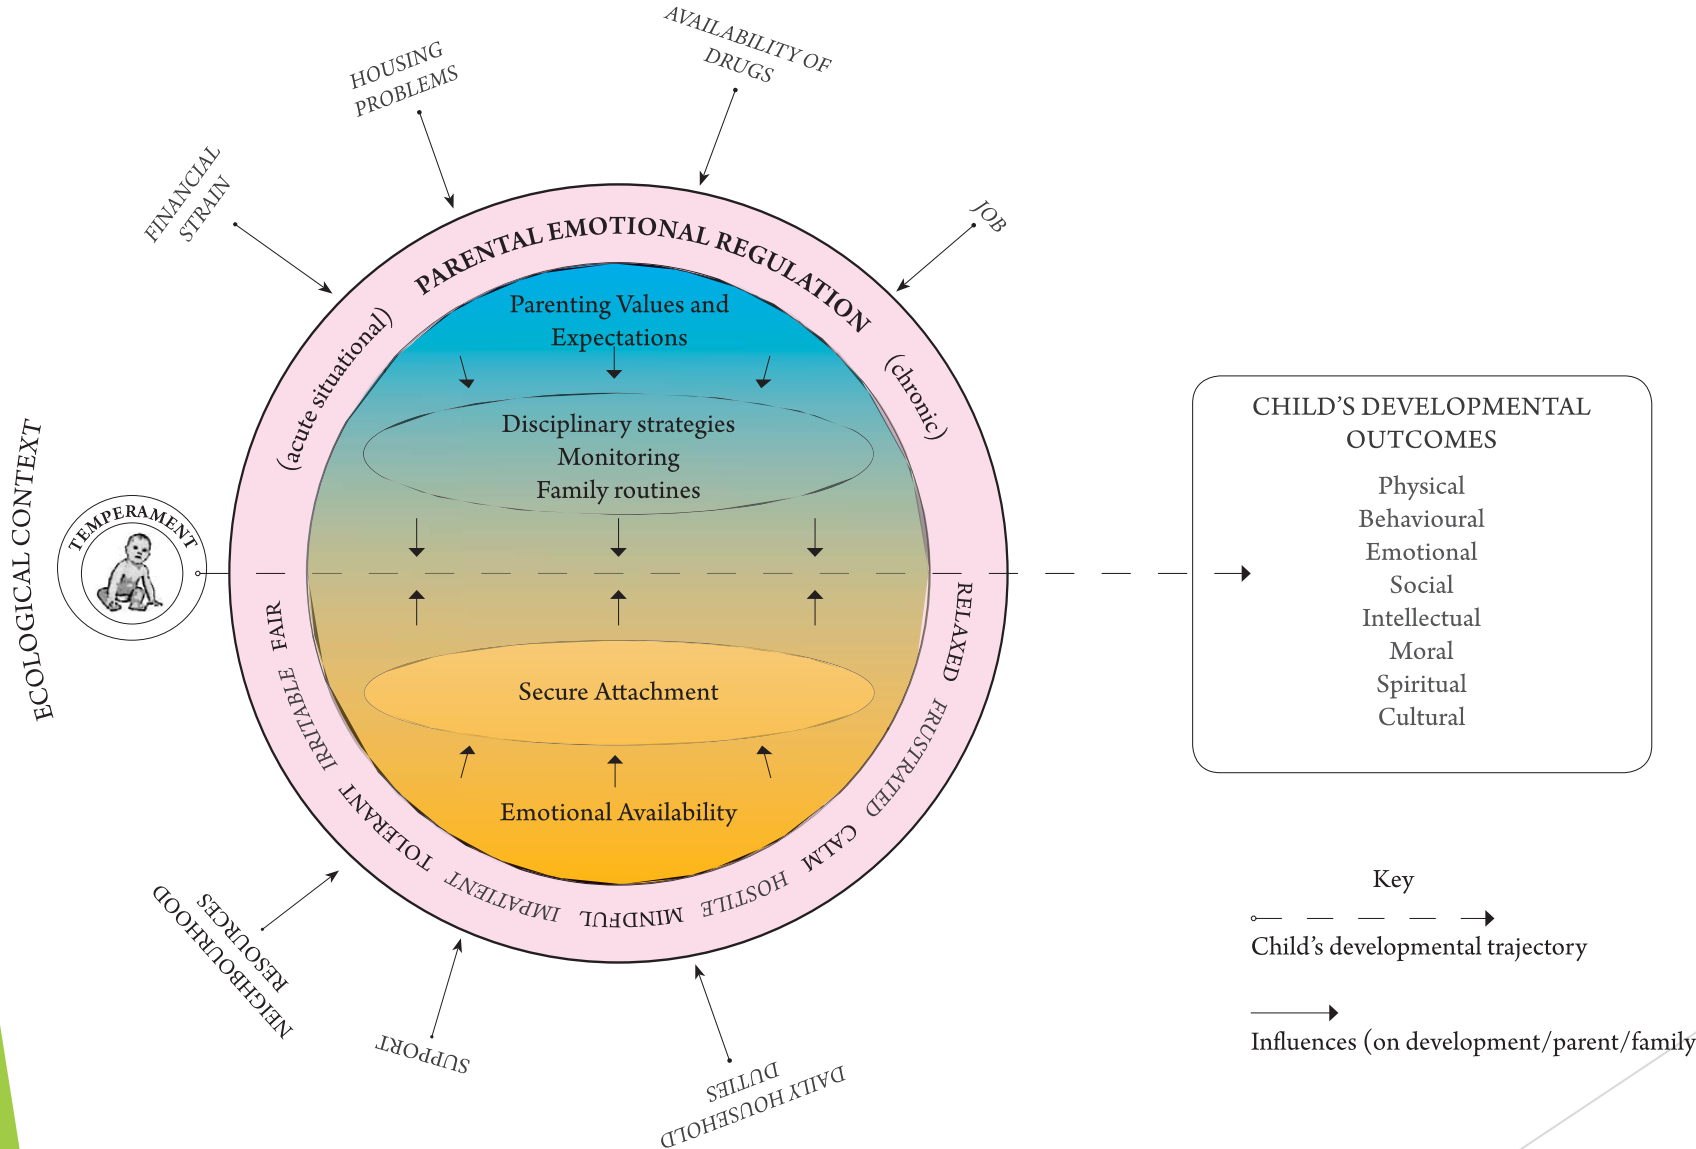 AVAILABILITY OF
DRUGS
HOUSING
PROBLEMS
FINANCIAL
STRAIN
JOB
PARENTAL EMOTIONAL REGULATION
(acute situational)
(chronic)
Parenting Values and
Expectations
Disciplinary strategies
Monitoring
Family routines
ECOLOGICAL CONTEXT
TEMPERAMENT
Secure Attachment
Emotional Availability
FAIR
IRRITABLE
TOLERANT
IMPATIENT
MINDFUL
HOSTILE
CALM
FRUSTRATED
RELAXED
NEIGHBOURHOOD
RESOURCES
SUPPORT
DAILY HOUSEHOLD
DUTIES
CHILD’S DEVELOPMENTAL
OUTCOMES
Physical
Behavioural
Emotional
Social
Intellectual
Moral
Spiritual
Cultural
Key
Child’s developmental trajectory
Influences (on development/parent/family